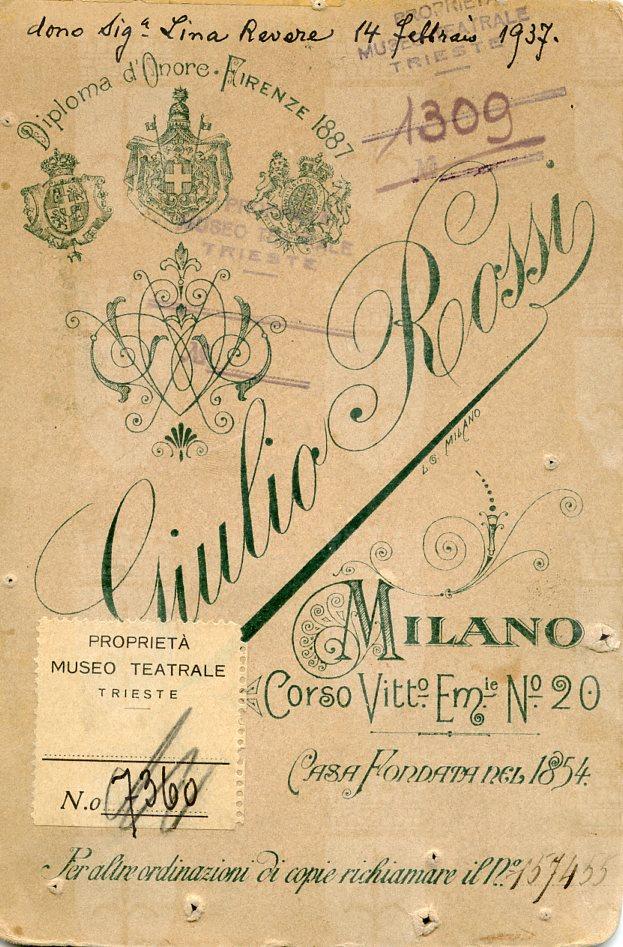 dono Sig.ª Lina Revere 14 Febbraio 1937.
PROPRIETÀ
MUSEO TEATRALE
TRIESTE
1309
Diploma d'Onore · FIRENZE 1887
PROPRIETÀ
MUSEO TEATRALE
TRIESTE
Giulio Rossi
L G MILANO
MILANO
Corso Vitt.o Em.ie N.o 20
CASA FONDATA NEL 1854.
PROPRIETÀ
MUSEO TEATRALE
TRIESTE
N.o 7360
Per altre ordinazioni di copie richiamare il N.o 157455